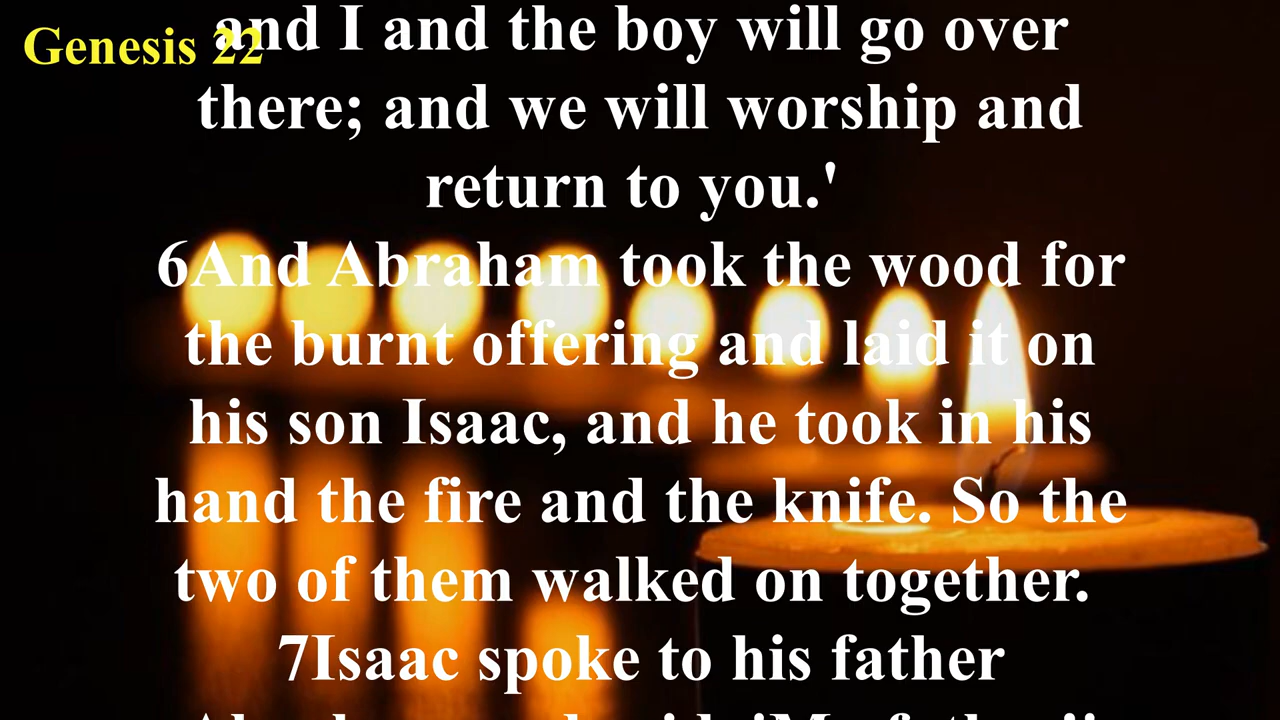 Genesis 22
and I and the boy will go over
there; and we will worship and
return to you.'
6And Abraham took the wood for
the burnt offering and laid it on
his son Isaac, and he took in his
hand the fire and the knife. So the
two of them walked on together.
7Isaac spoke to his father